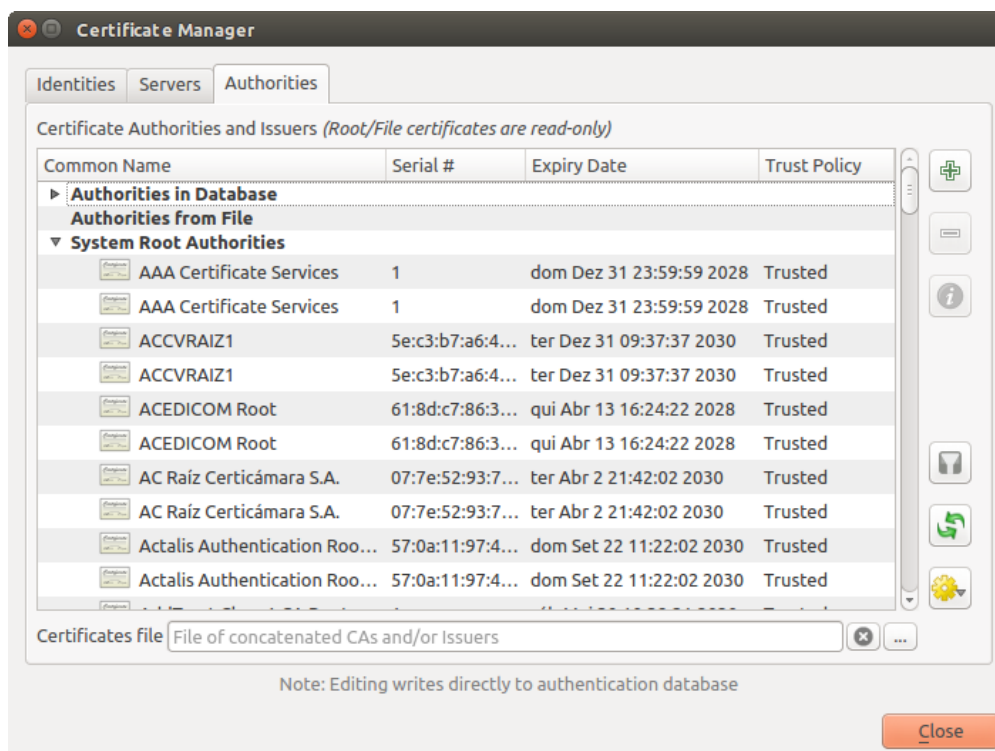 Certificate Manager
Identities Servers Authorities
Certificate Authorities and Issuers (Root/File certificates are read-only)
Common Name Serial # Expiry Date Trust Policy
Authorities in Database
Authorities from File
System Root Authorities
AAA Certificate Services 1 dom Dez 31 23:59:59 2028 Trusted
AAA Certificate Services 1 dom Dez 31 23:59:59 2028 Trusted
ACCVRAIZ1 5e:c3:b7:a6:4... ter Dez 31 09:37:37 2030 Trusted
ACCVRAIZ1 5e:c3:b7:a6:4... ter Dez 31 09:37:37 2030 Trusted
ACEDICOM Root 61:8d:c7:86:3... qui Abr 13 16:24:22 2028 Trusted
ACEDICOM Root 61:8d:c7:86:3... qui Abr 13 16:24:22 2028 Trusted
AC Raíz Certicámara S.A. 07:7e:52:93:7... ter Abr 2 21:42:02 2030 Trusted
AC Raíz Certicámara S.A. 07:7e:52:93:7... ter Abr 2 21:42:02 2030 Trusted
Actalis Authentication Roo... 57:0a:11:97:4... dom Set 22 11:22:02 2030 Trusted
Actalis Authentication Roo... 57:0a:11:97:4... dom Set 22 11:22:02 2030 Trusted
Certificates file File of concatenated CAs and/or Issuers ...
Note: Editing writes directly to authentication database
Close